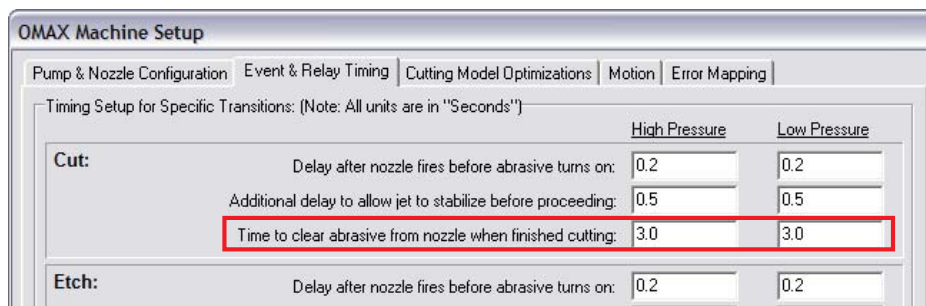 OMAX Machine Setup
Pump & Nozzle Configuration Event & Relay Timing Cutting Model Optimizations Motion Error Mapping
Timing Setup for Specific Transitions: (Note: All units are in "Seconds")
High Pressure Low Pressure
Cut: Delay after nozzle fires before abrasive turns on: 0.2 0.2
Additional delay to allow jet to stabilize before proceeding: 0.5 0.5
Time to clear abrasive from nozzle when finished cutting: 3.0 3.0
Etch: Delay after nozzle fires before abrasive turns on: 0.2 0.2